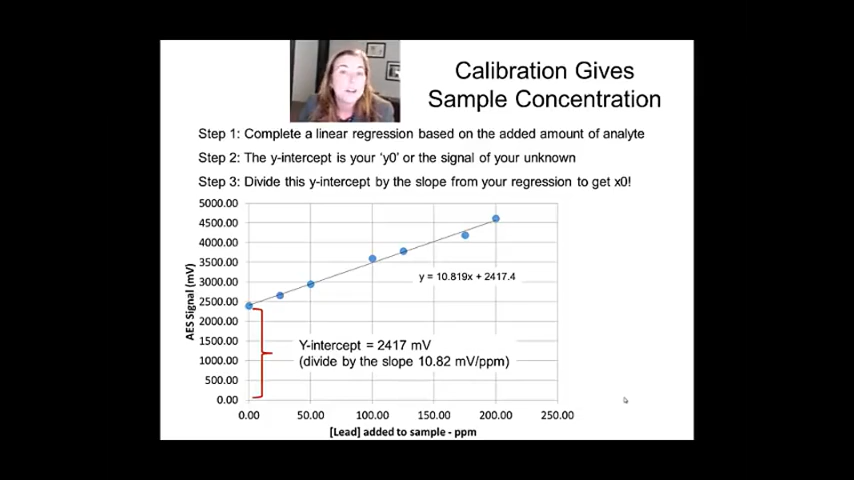 Calibration Gives
Sample Concentration
Step 1: Complete a linear regression based on the added amount of analyte
Step 2: The y-intercept is your 'y0' or the signal of your unknown
Step 3: Divide this y-intercept by the slope from your regression to get x0!
5000.00
4500.00
4000.00
3500.00
3000.00
2500.00
2000.00
1500.00
1000.00
500.00
0.00
AES Signal (mV)
y = 10.819x + 2417.4
Y-intercept = 2417 mV
(divide by the slope 10.82 mV/ppm)
0.00 50.00 100.00 150.00 200.00 250.00
[Lead] added to sample - ppm